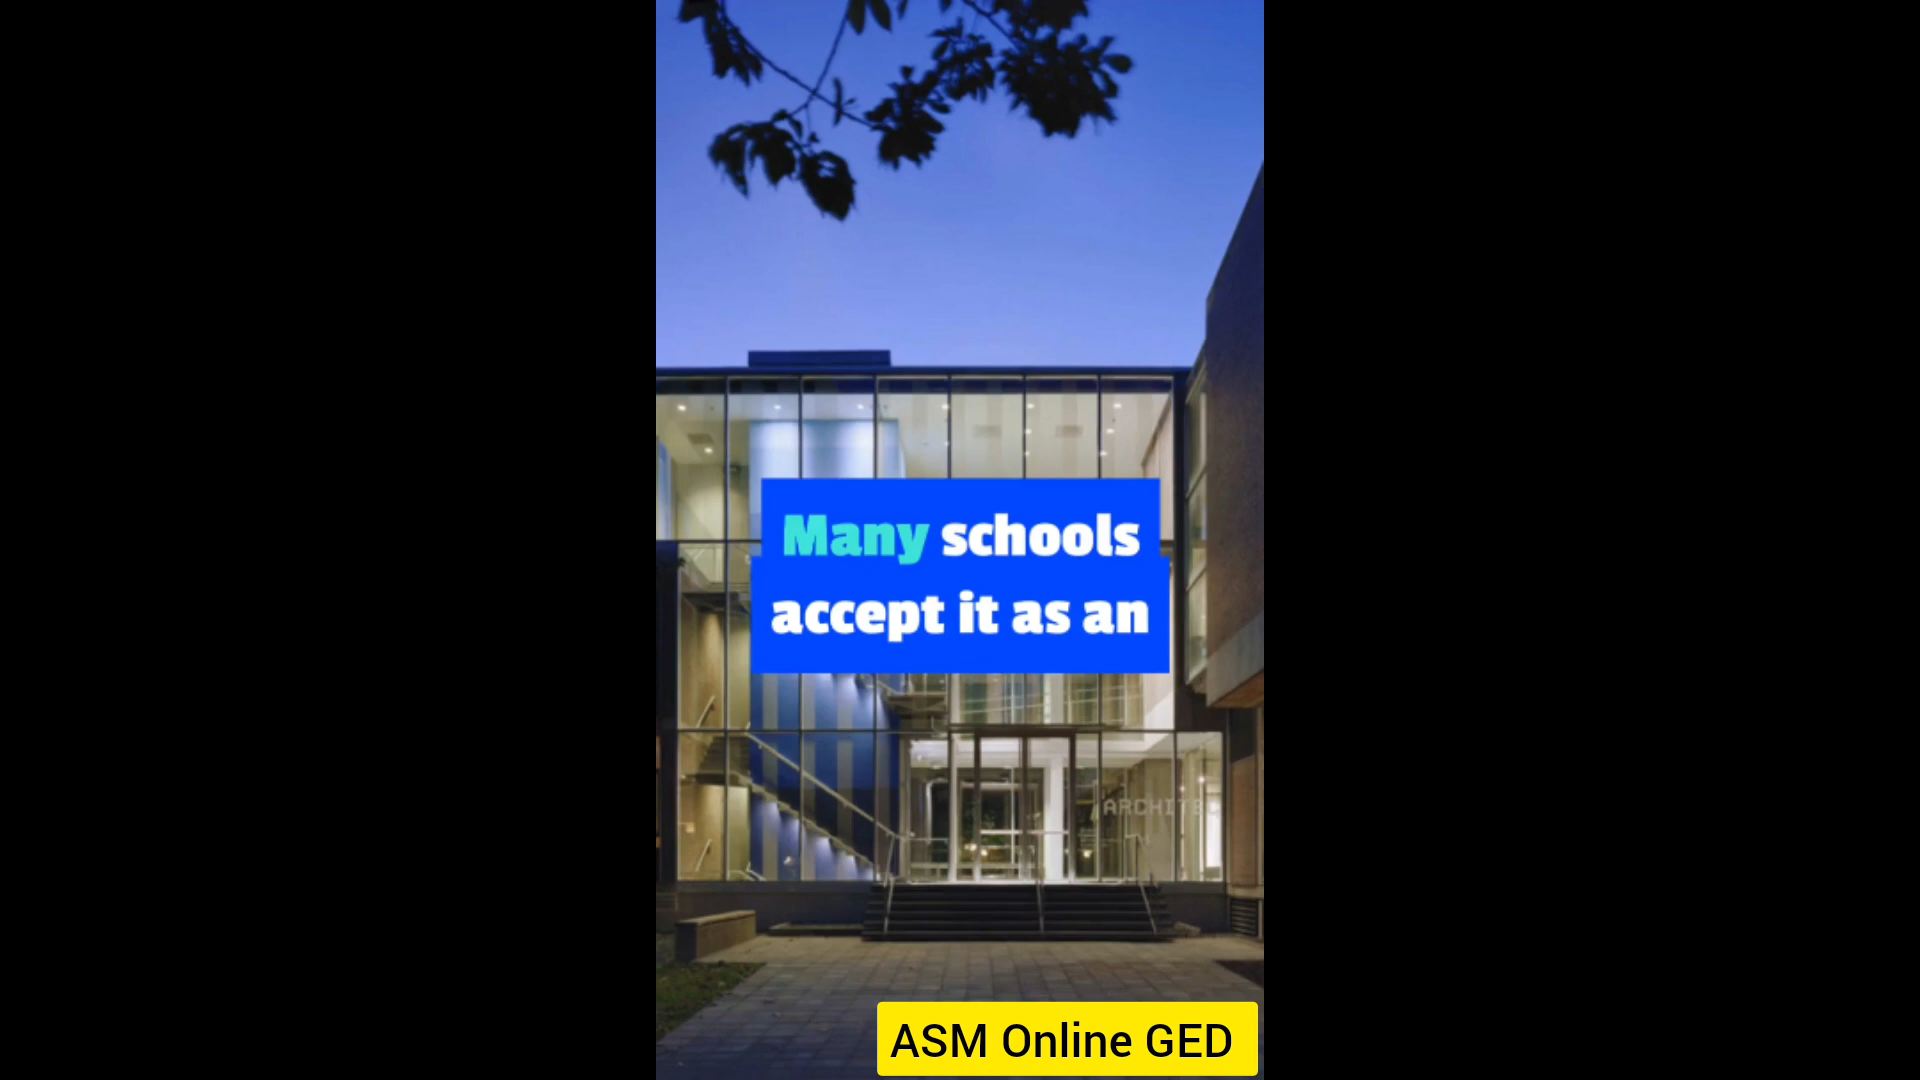 Many schools
accept it as an
ASM Online GED